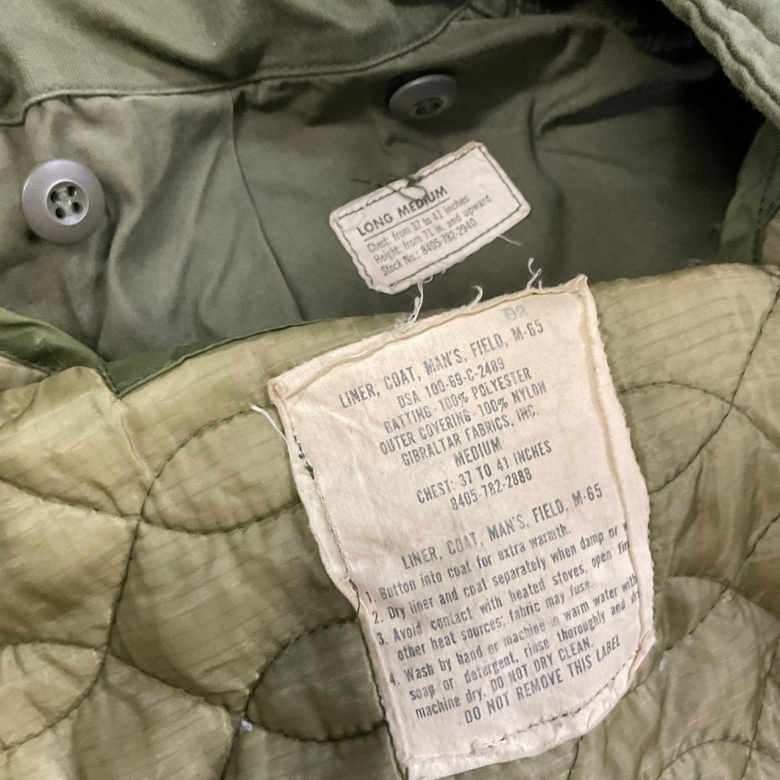 LONG MEDIUM
Chest: from 37 to 41 inches
Height: from 71 in. and upward
Stock No.: 8405-782-2940
LINER, COAT, MAN'S, FIELD, M-65
DSA 100-69-C-2489
BATTING-100% POLYESTER
OUTER COVERING-100% NYLON
GIBRALTAR FABRICS, INC.
MEDIUM
CHEST: 37 TO 41 INCHES
8405-782-2888
LINER, COAT, MAN'S, FIELD, M-65
1. Button into coat for extra warmth.
2. Dry liner and coat separately when damp or
3. Avoid contact with heated stoves, open
other heat sources; fabric may fuse.
4. Wash by hand or machine in warm water with
soap or detergent, rinse thoroughly and
machine dry. DO NOT DRY CLEAN.
DO NOT REMOVE THIS LABEL